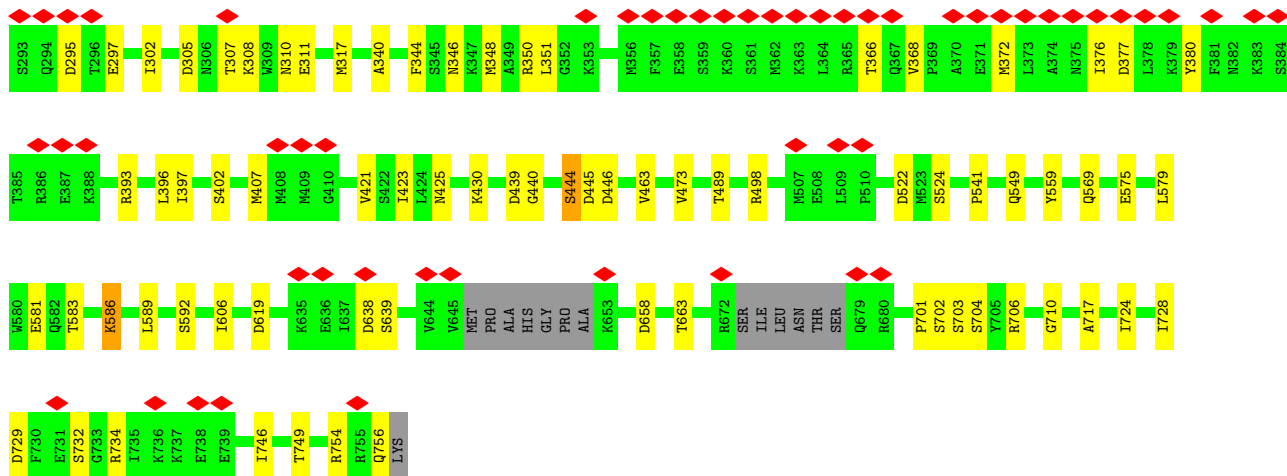 S293 Q294 D295 T296 E297 I302 D305 N306 T307 K308 W309 N310 E311 M317 A340 F344 S345 N346 K347 M348 A349 R350 L351 G352 K353 M356 F357 E358 S359 K360 S361 M362 K363 L364 R365 T366 Q367 V368 P369 A370 E371 M372 L373 A374 N375 I376 D377 L378 K379 Y380 F381 N382 K383 S384
T385 R386 E387 K388 R393 L396 I397 S402 M407 M408 M409 G410 V421 S422 I423 L424 N425 K430 D439 G440 S444 D445 D446 V463 V473 T489 R498 M507 E508 L509 P510 D522 M523 S524 P541 Q549 Y559 Q569 E575 L579
W580 E581 Q582 T583 K586 L589 S592 I606 D619 K635 E636 I637 D638 S639 V644 V645 MET PRO ALA HIS GLY PRO ALA K653 D658 T663 R672 SER ILE LEU ASN THR SER Q679 R680 P701 S702 S703 S704 Y705 R706 G710 A717 I724 I728
D729 F730 E731 S732 G733 R734 I735 K736 K737 E738 E739 I746 T749 R754 R755 Q756 LYS